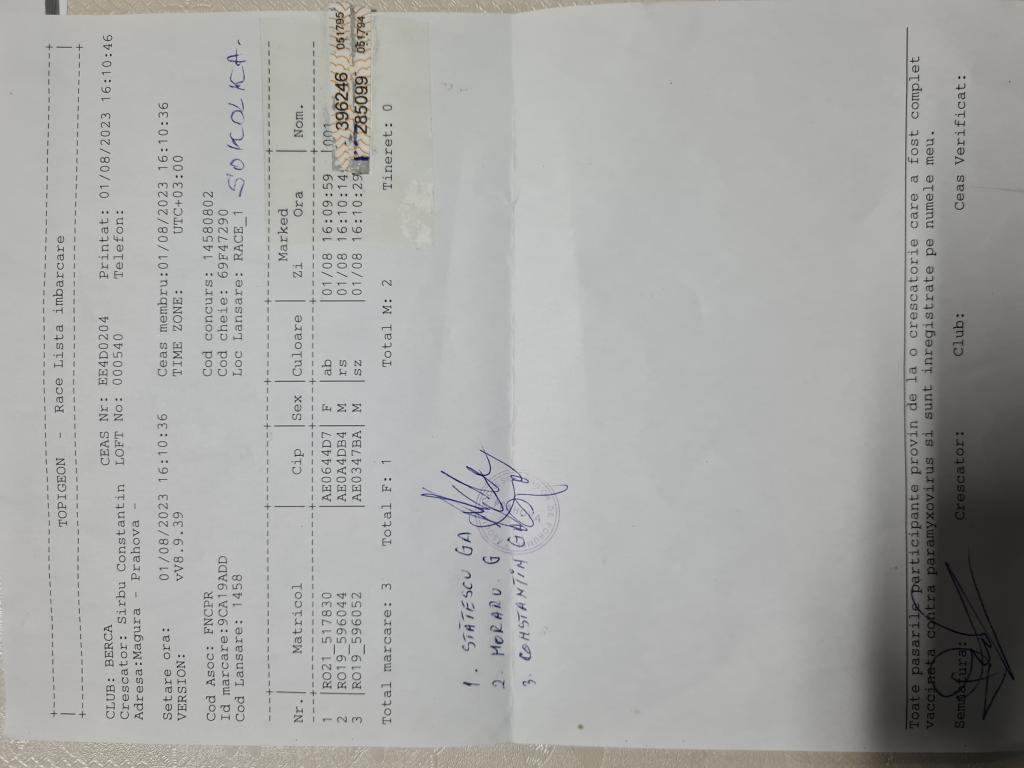 TOPIGEON - Race Lista imbarcare
CLUB: BERCA CEAS Nr: EE4D0204 Printat: 01/08/2023 16:10:46
Crescator: Sirbu Constantin LOFT No: 000540 Telefon:
Adresa:Magura - Prahova -
Setare ora: 01/08/2023 16:10:36 Ceas membru:01/08/2023 16:10:36
VERSION: vV8.9.39 TIME ZONE: UTC+03:00
Cod Asoc: FNCPR Cod concurs: 14580802
Id marcare:9CA19ADD Cod cheie: 69F47290
Cod Lansare: 1458 Loc Lansare: RACE_1 SOKOLKA.
Marked
Nr. | Matricol | Cip |Sex |Culoare | Zi Ora | Nom.
1 |RO21_517830 |AE0644D7 F |ab |01/08 16:09:59 |001
2 |RO19_596044 |AE0A4DB4 M |rs |01/08 16:10:14
3 |RO19_596052 |AE0347BA M |sz |01/08 16:10:29
396246 051795
285099 051794
Total marcare: 3 Total F: 1 Total M: 2 Tineret: 0
1. STĂTESCU GA
2. MORARU. G
3. CONSTANTIN
Toate pasarile participante provin de la o crescatorie care a fost complet
vaccinata contra paramyxovirus si sunt inregistrate pe numele meu.
Semnatura: Crescator: Club: Ceas Verificat: